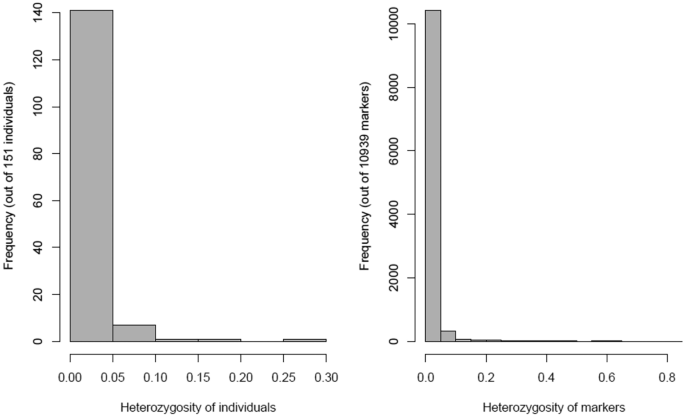 Frequency (out of 151 individuals)
140
120
100
80
60
40
20
0
0.00 0.05 0.10 0.15 0.20 0.25 0.30
Heterozygosity of individuals
Frequency (out of 10939 markers)
10000
8000
6000
4000
2000
0
0.0 0.2 0.4 0.6 0.8
Heterozygosity of markers